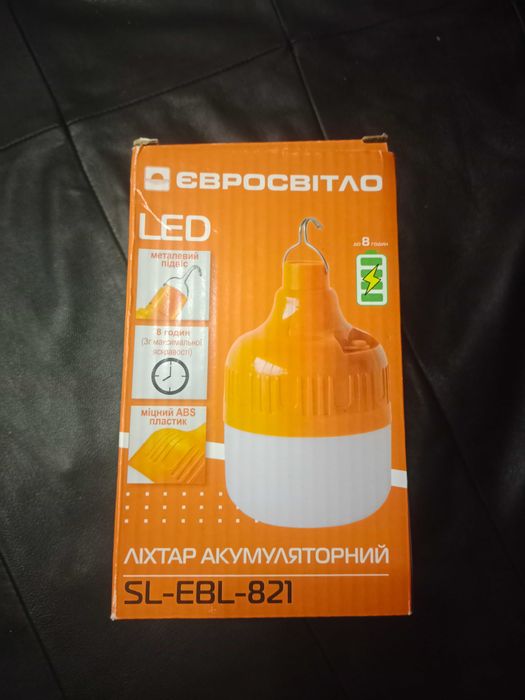 ЄВРОСВІТЛО
LED
до 8 годин
металевий
підвіс
8 годин
(3г максимальної
яскравості)
міцний ABS
пластик
ЛІХТАР АКУМУЛЯТОРНИЙ
SL-EBL-821